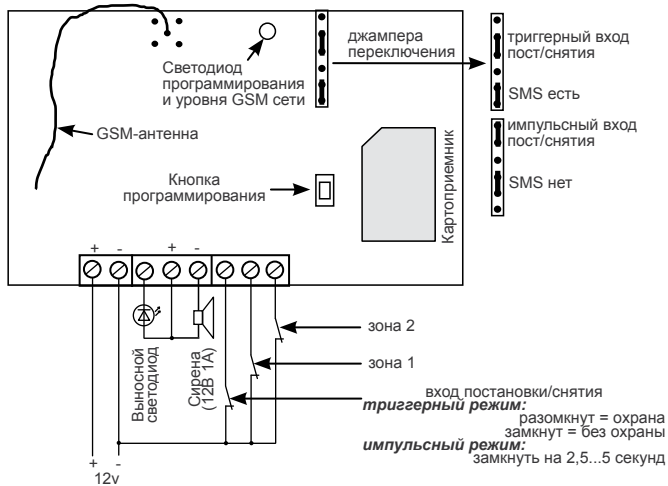 джампера
переключения
триггерный вход
пост/снятия
Светодиод
программирования
и уровня GSM сети
SMS есть
GSM-антенна
импульсный вход
пост/снятия
Кнопка
программирования
Картоприемник
SMS нет
+ - + -
Выносной
светодиод
Сирена
(12В 1А)
зона 2
зона 1
вход постановки/снятия
триггерный режим:
разомкнут = охрана
замкнут = без охраны
импульсный режим:
замкнуть на 2,5...5 секунд
+ -
12v